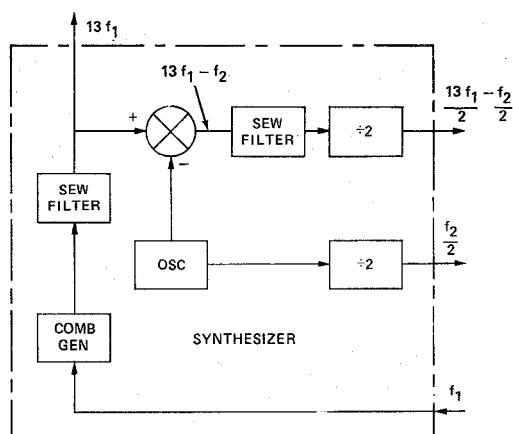 13 f₁
13 f₁ – f₂
+
–
SEW FILTER
÷2
13 f₁/2 – f₂/2
SEW
FILTER
OSC
÷2
f₂/2
COMB
GEN
SYNTHESIZER
f₁